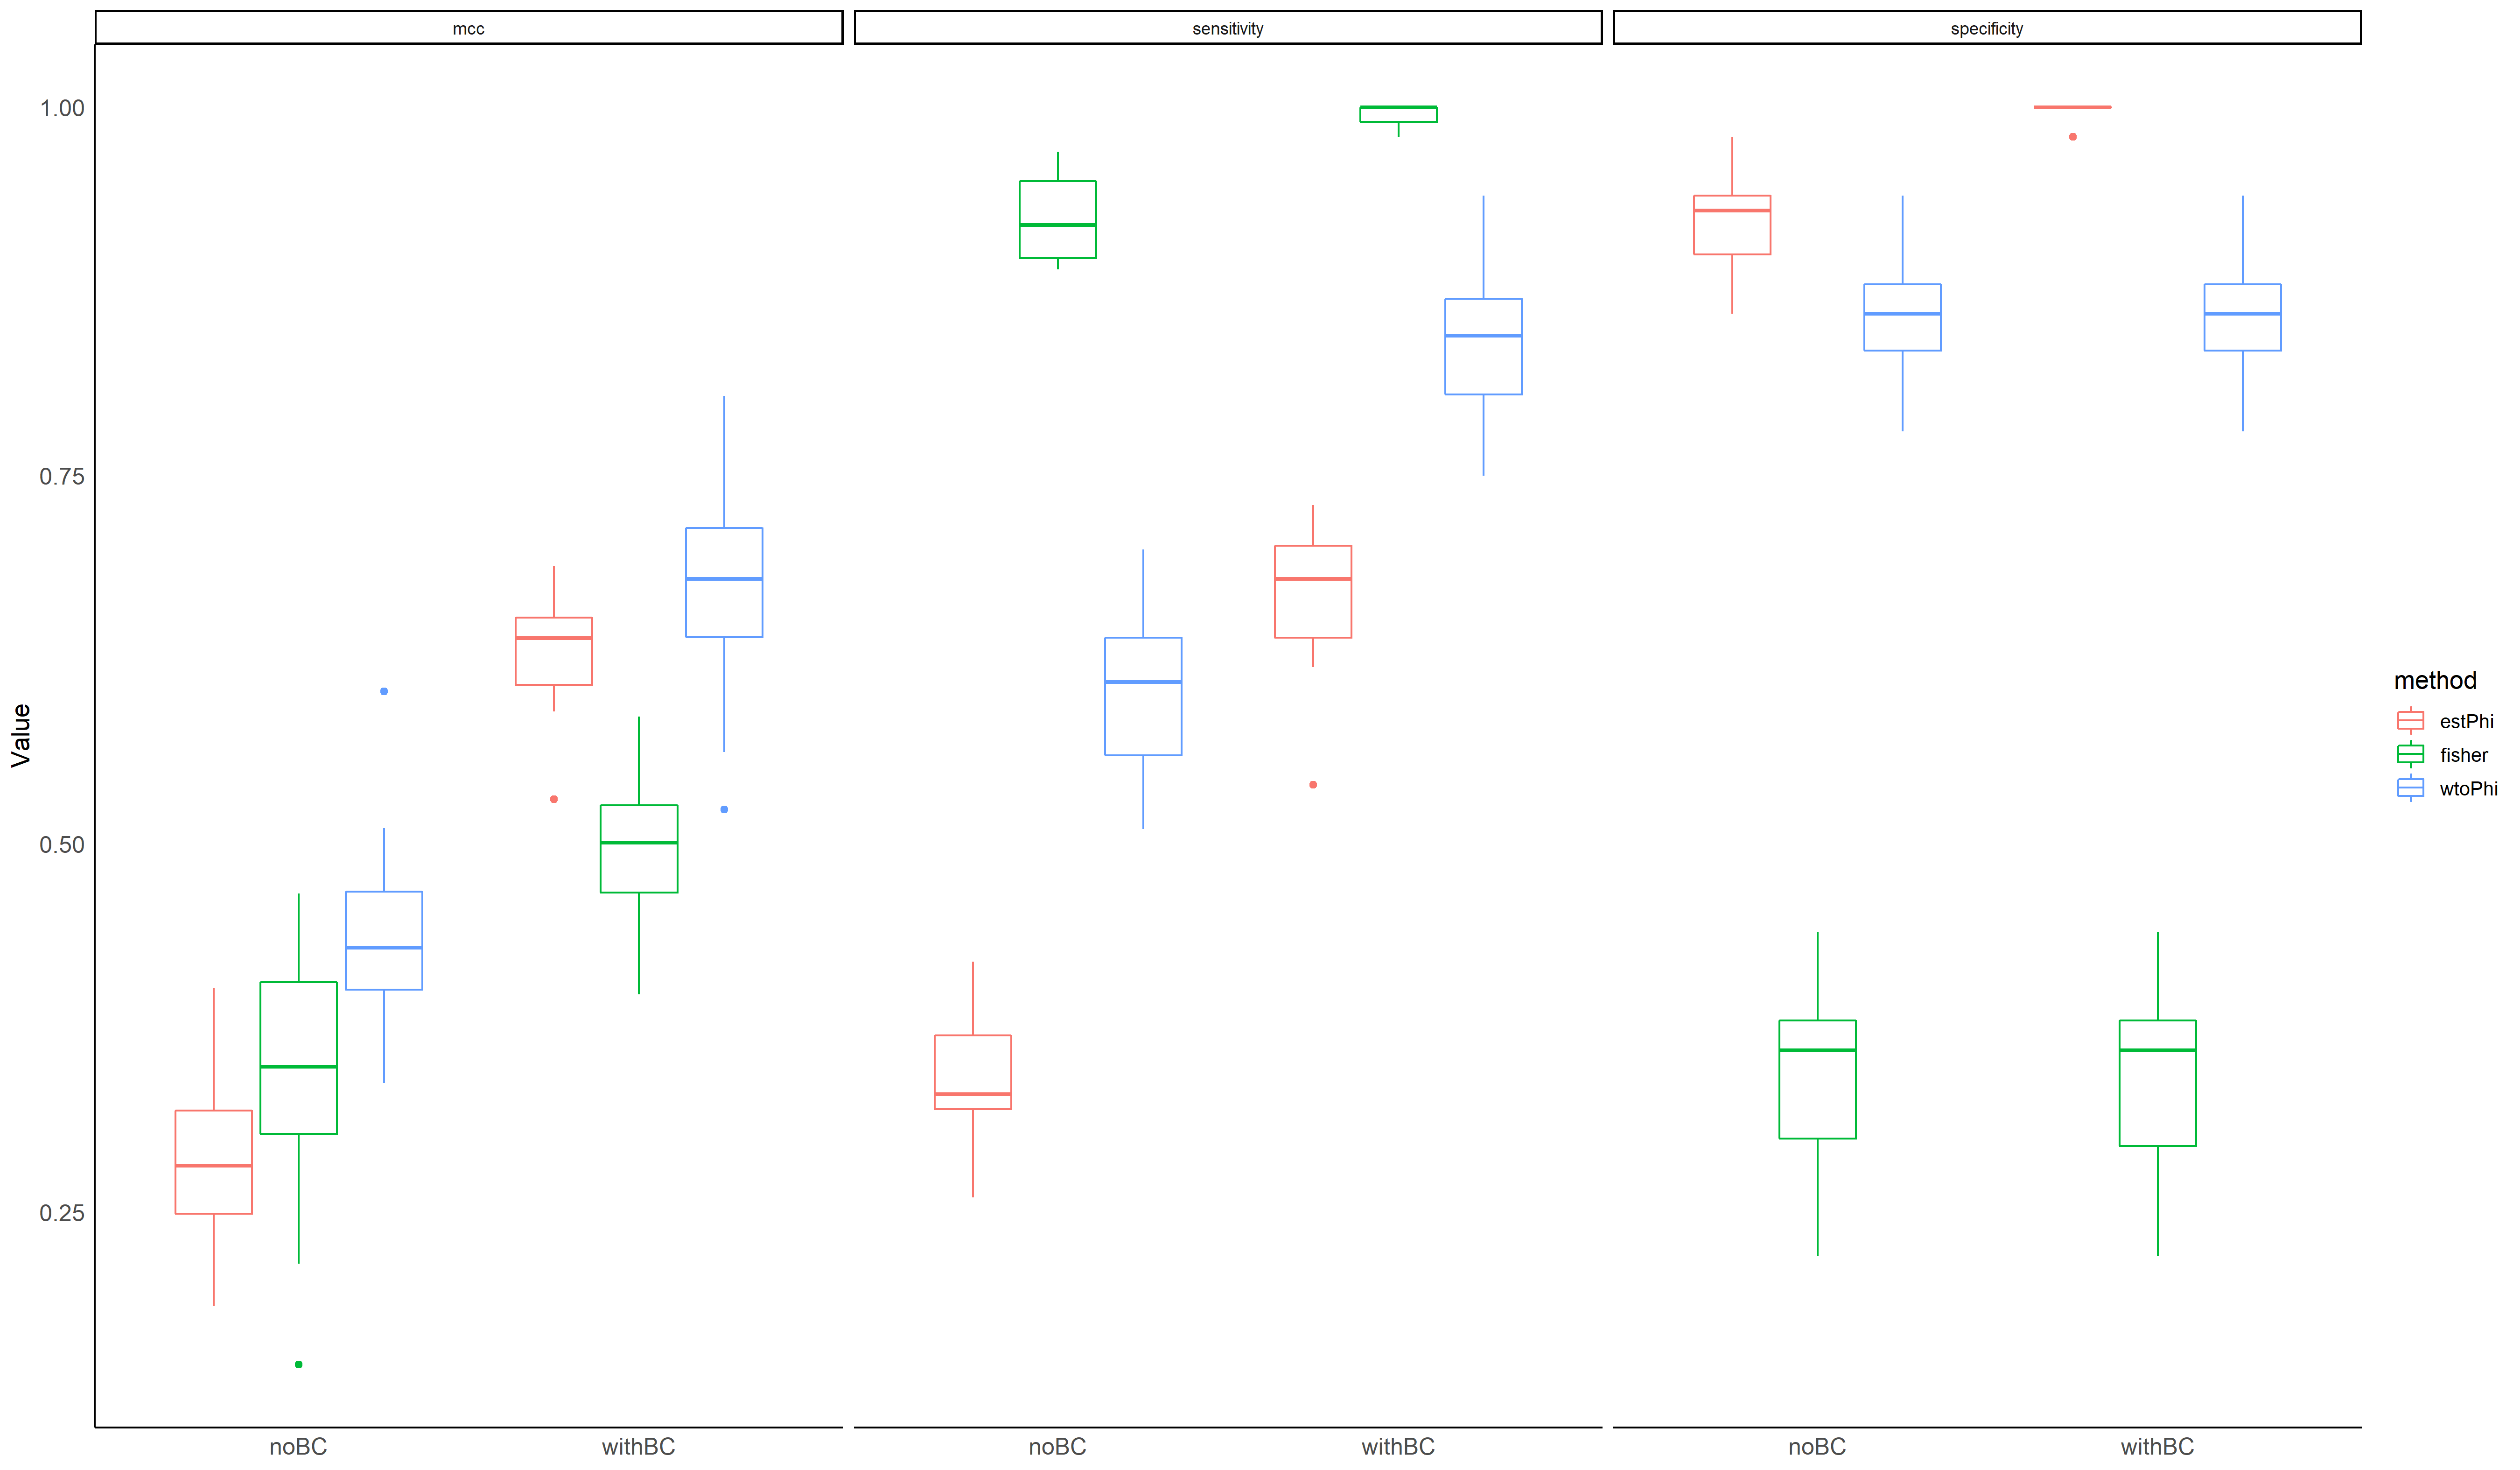 mcc
sensitivity
specificity
1.00
0.75
0.50
0.25
Value
noBC
withBC
noBC
withBC
noBC
withBC
method
estPhi
fisher
wtoPhi